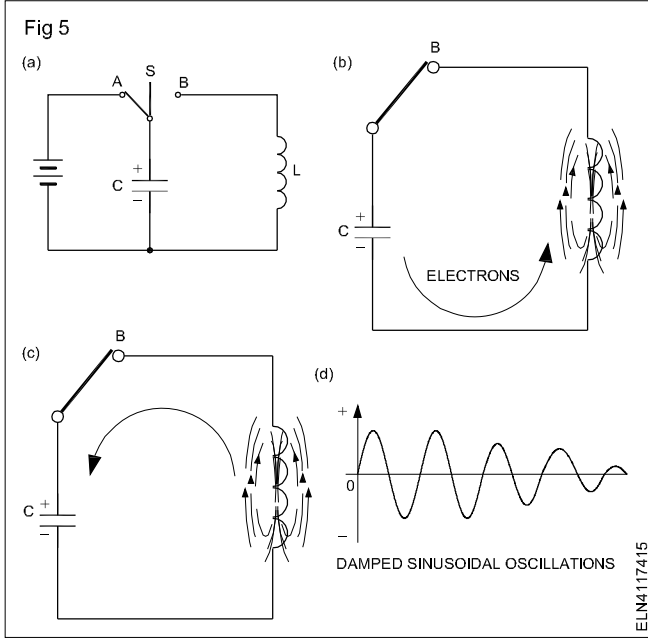 Fig 5
(a)
A
S
B
+
C
–
L
(b)
B
+
C
–
ELECTRONS
(c)
B
C
+
–
(d)
+
0
–
DAMPED SINUSOIDAL OSCILLATIONS
ELN4117415